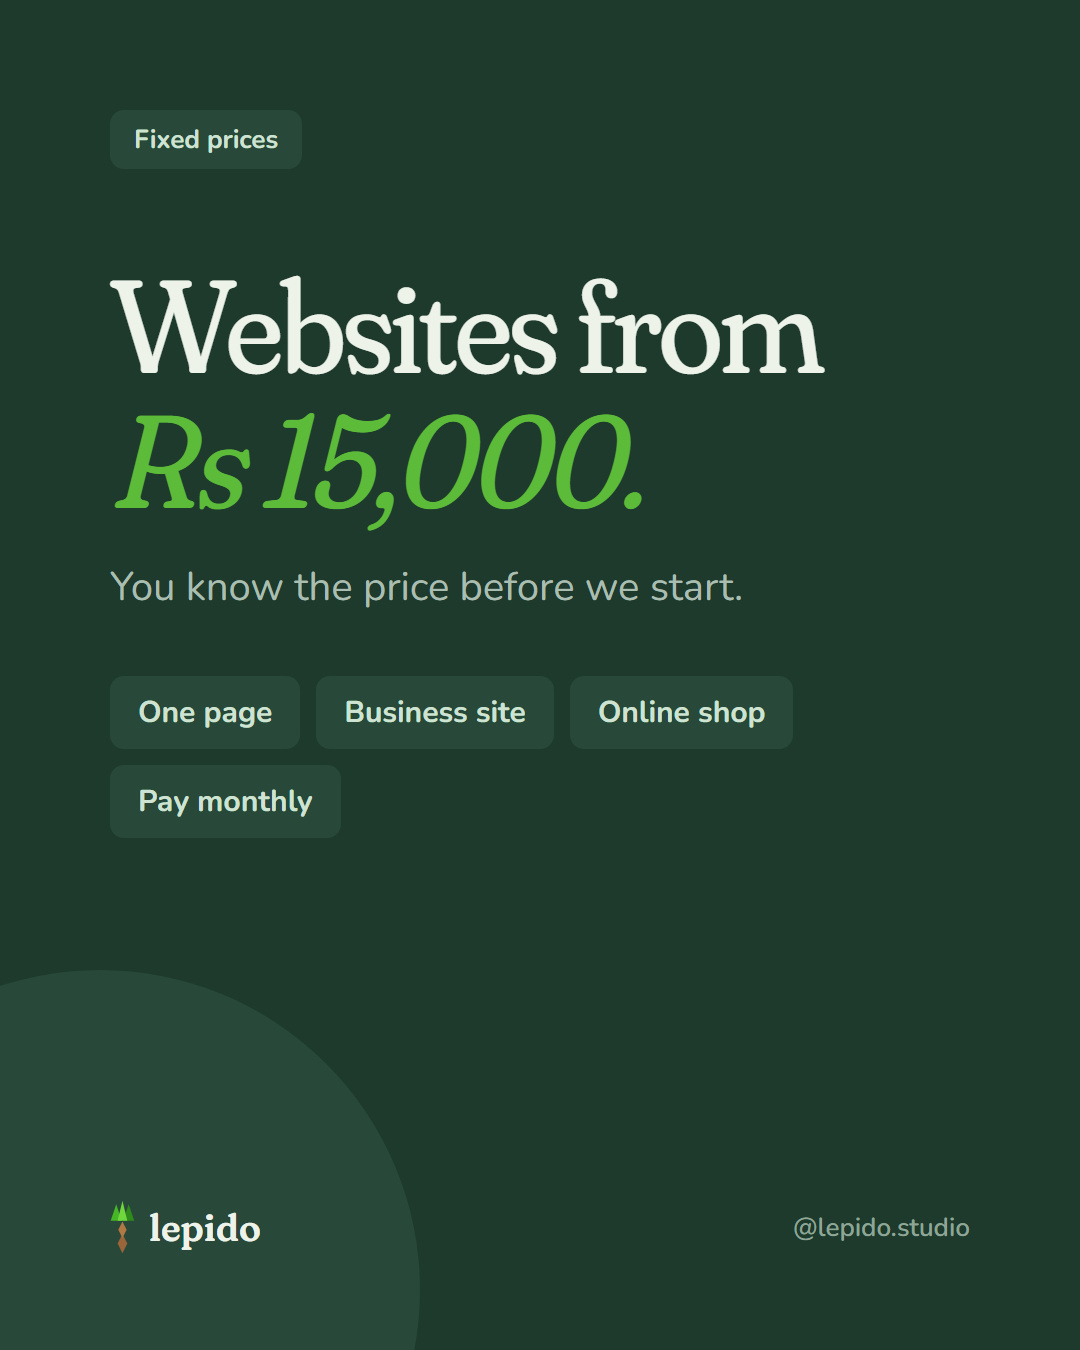 Fixed prices
Websites from
Rs 15,000.
You know the price before we start.
One page
Business site
Online shop
Pay monthly
lepido
@lepido.studio